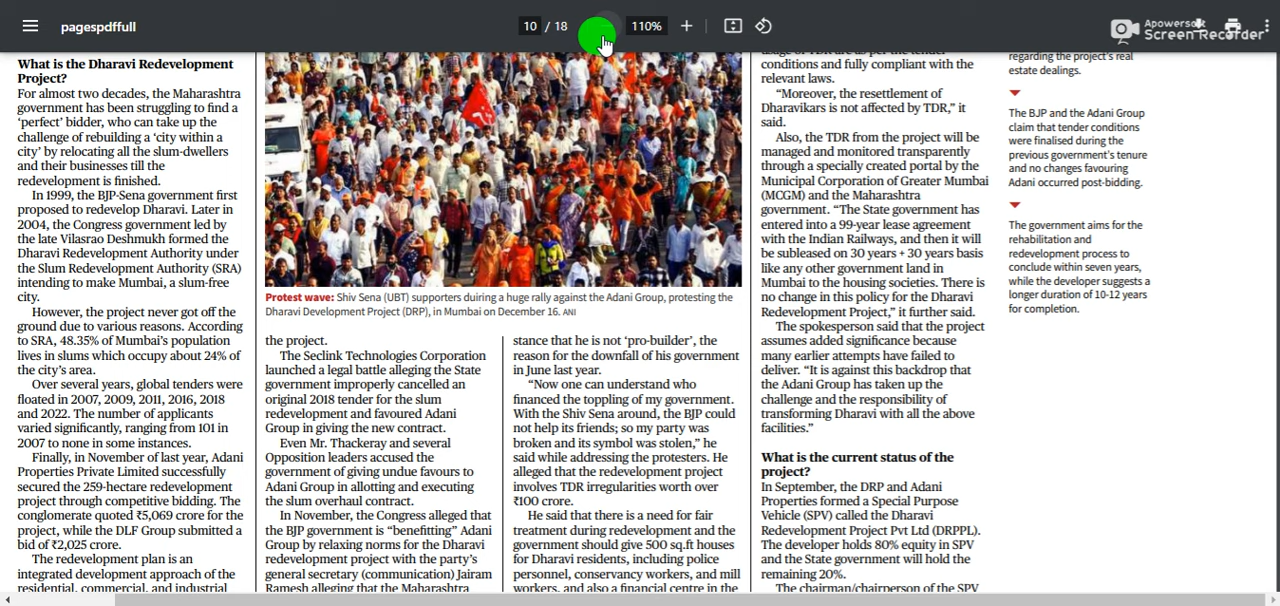 pagespdffull
10 / 18
110%
Apowersoft
Screen Recorder
What is the Dharavi Redevelopment
Project?
For almost two decades, the Maharashtra
government has been struggling to find a
‘perfect’ bidder, who can take up the
challenge of rebuilding a ‘city within a
city’ by relocating all the slum-dwellers
and their businesses till the
redevelopment is finished.
In 1999, the BJP-Sena government first
proposed to redevelop Dharavi. Later in
2004, the Congress government led by
the late Vilasrao Deshmukh formed the
Dharavi Redevelopment Authority under
the Slum Redevelopment Authority (SRA)
intending to make Mumbai, a slum-free
city.
However, the project never got off the
ground due to various reasons. According
to SRA, 48.35% of Mumbai’s population
lives in slums which occupy about 24% of
the city’s area.
Over several years, global tenders were
floated in 2007, 2009, 2011, 2016, 2018
and 2022. The number of applicants
varied significantly, ranging from 101 in
2007 to none in some instances.
Finally, in November of last year, Adani
Properties Private Limited successfully
secured the 259-hectare redevelopment
project through competitive bidding. The
conglomerate quoted ₹5,069 crore for the
project, while the DLF Group submitted a
bid of ₹2,025 crore.
The redevelopment plan is an
integrated development approach of the
residential, commercial, and industrial
Protest wave: Shiv Sena (UBT) supporters duiring a huge rally against the Adani Group, protesting the
Dharavi Development Project (DRP), in Mumbai on December 16. ANI
the project.
The Seclink Technologies Corporation
launched a legal battle alleging the State
government improperly cancelled an
original 2018 tender for the slum
redevelopment and favoured Adani
Group in giving the new contract.
Even Mr. Thackeray and several
Opposition leaders accused the
government of giving undue favours to
Adani Group in allotting and executing
the slum overhaul contract.
In November, the Congress alleged that
the BJP government is “benefitting” Adani
Group by relaxing norms for the Dharavi
redevelopment project with the party’s
general secretary (communication) Jairam
Ramesh alleging that the Maharashtra
stance that he is not ‘pro-builder’, the
reason for the downfall of his government
in June last year.
“Now one can understand who
financed the toppling of my government.
With the Shiv Sena around, the BJP could
not help its friends; so my party was
broken and its symbol was stolen,” he
said while addressing the protesters. He
alleged that the redevelopment project
involves TDR irregularities worth over
₹100 crore.
He said that there is a need for fair
treatment during redevelopment and the
government should give 500 sq.ft houses
for Dharavi residents, including police
personnel, conservancy workers, and mill
workers, and also a financial centre in the
usage of TDR are as per the tender
conditions and fully compliant with the
relevant laws.
“Moreover, the resettlement of
Dharavikars is not affected by TDR,” it
said.
Also, the TDR from the project will be
managed and monitored transparently
through a specially created portal by the
Municipal Corporation of Greater Mumbai
(MCGM) and the Maharashtra
government. “The State government has
entered into a 99-year lease agreement
with the Indian Railways, and then it will
be subleased on 30 years + 30 years basis
like any other government land in
Mumbai to the housing societies. There is
no change in this policy for the Dharavi
Redevelopment Project,” it further said.
The spokesperson said that the project
assumes added significance because
many earlier attempts have failed to
deliver. “It is against this backdrop that
the Adani Group has taken up the
challenge and the responsibility of
transforming Dharavi with all the above
facilities.”
What is the current status of the
project?
In September, the DRP and Adani
Properties formed a Special Purpose
Vehicle (SPV) called the Dharavi
Redevelopment Project Pvt Ltd (DRPPL).
The developer holds 80% equity in SPV
and the State government will hold the
remaining 20%.
The chairman/chairperson of the SPV
regarding the project’s real
estate dealings.
The BJP and the Adani Group
claim that tender conditions
were finalised during the
previous government’s tenure
and no changes favouring
Adani occurred post-bidding.
The government aims for the
rehabilitation and
redevelopment process to
conclude within seven years,
while the developer suggests a
longer duration of 10-12 years
for completion.